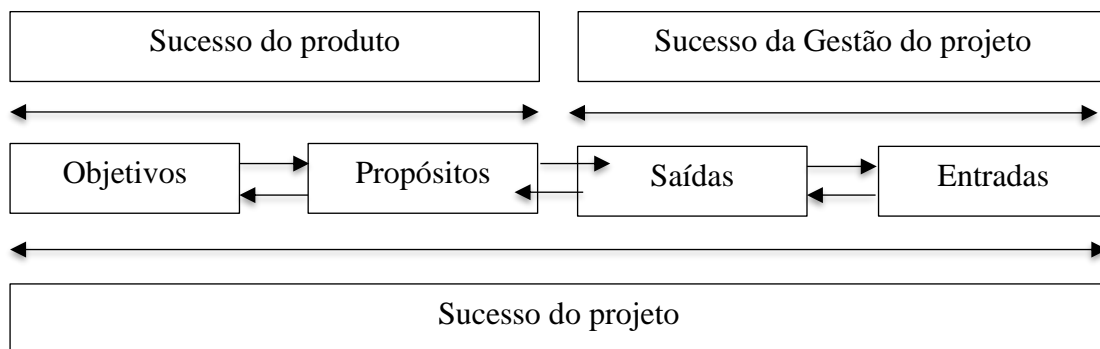 Sucesso do produto
Sucesso da Gestão do projeto
Objetivos
Propósitos
Saídas
Entradas
Sucesso do projeto